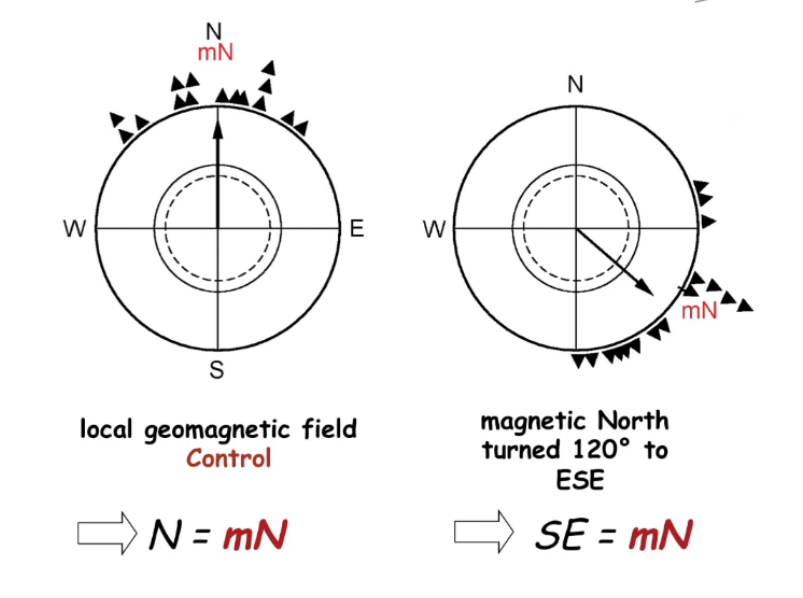 N
mN
W
E
S
local geomagnetic field
Control
N = mN
N
W
mN
magnetic North
turned 120° to
ESE
SE = mN